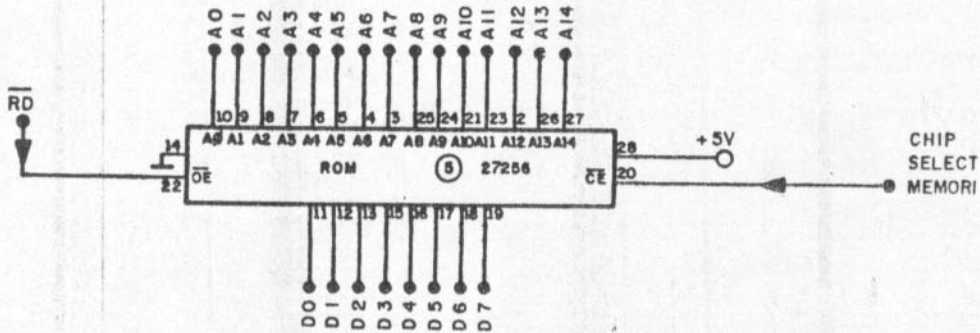 A0 A1 A2 A3 A4 A5 A6 A7 A8 A9 A10 A11 A12 A13 A14
RD
10 9 8 7 6 5 4 3 25 24 21 23 2 26 27
A0 A1 A2 A3 A4 A5 A6 A7 A8 A9 A10 A11 A12 A13 A14
14
22
OE
ROM
5
27256
CE
28
20
+5V
CHIP
SELECT
MEMORI
11 12 13 15 16 17 18 19
D0 D1 D2 D3 D4 D5 D6 D7